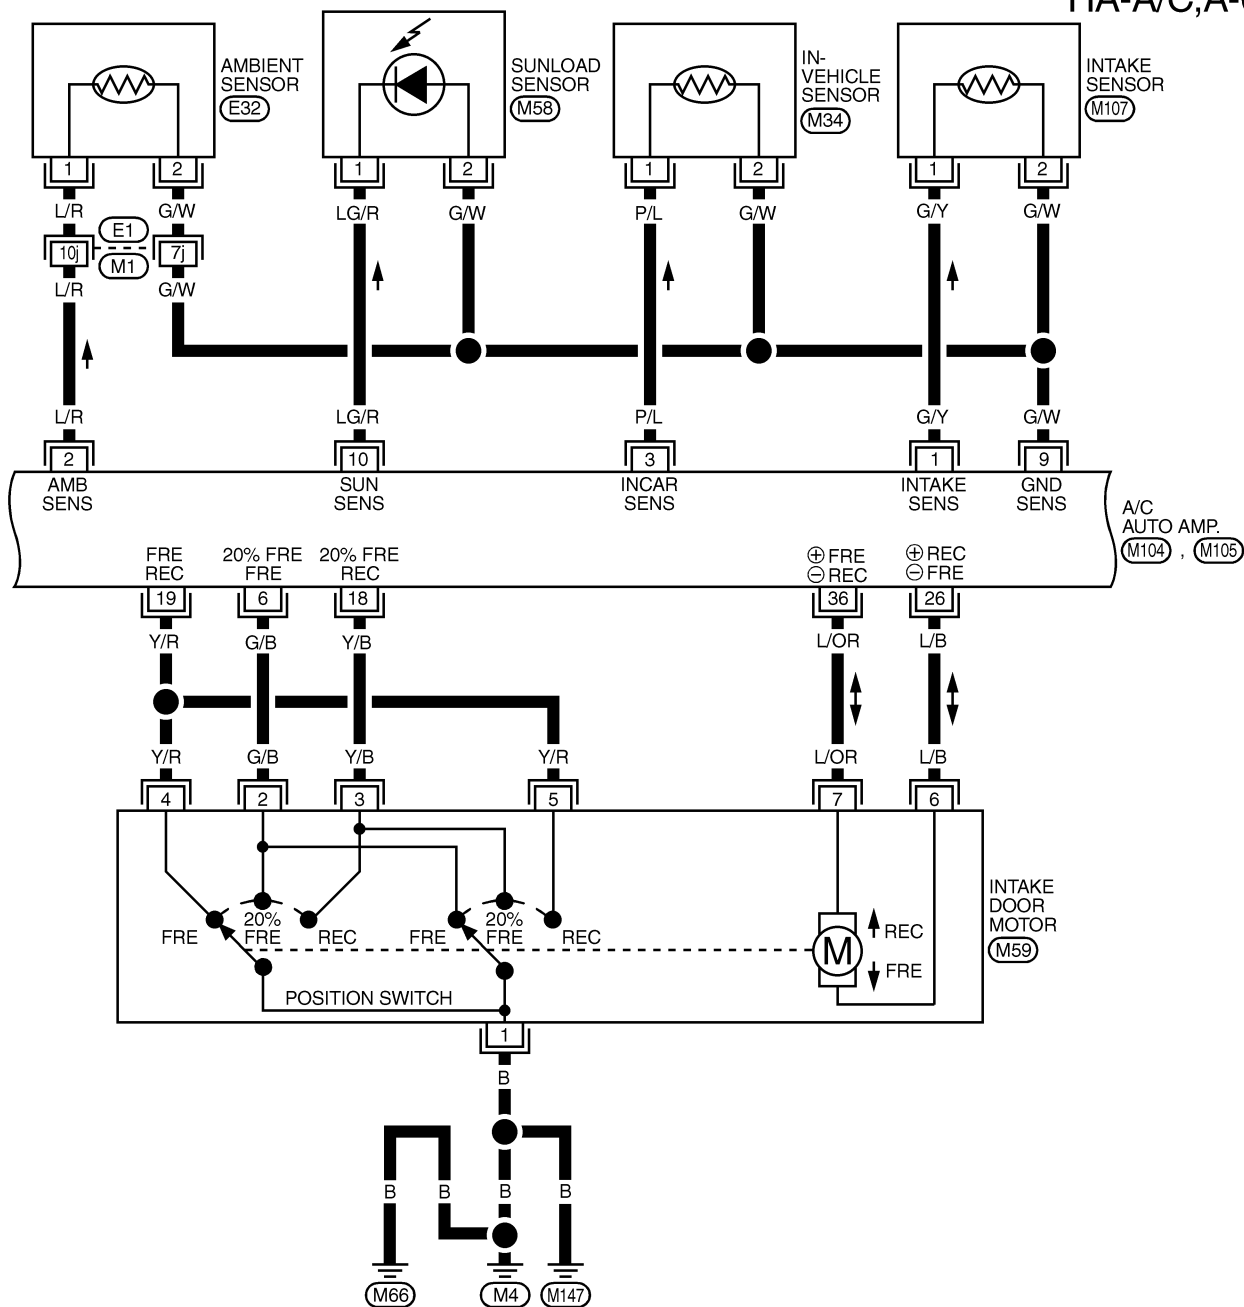 HA-A/C,A-
AMBIENT
SENSOR
E32
SUNLOAD
SENSOR
M58
IN-
VEHICLE
SENSOR
M34
INTAKE
SENSOR
M107
1 2 1 2 1 2 1 2
L/R G/W LG/R G/W P/L G/W G/Y G/W
E1
10j 7j
M1
L/R G/W
L/R LG/R P/L G/Y G/W
2 10 3 1 9
AMB
SENS
SUN
SENS
INCAR
SENS
INTAKE
SENS
GND
SENS
A/C
AUTO AMP.
M104 , M105
FRE
REC
20% FRE
FRE
20% FRE
REC
⊕ FRE
⊖ REC
⊕ REC
⊖ FRE
19 6 18 36 26
Y/R G/B Y/B L/OR L/B
Y/R G/B Y/B Y/R L/OR L/B
4 2 3 5 7 6
FRE
20%
FRE
REC
FRE
20%
FRE
REC
M
REC
FRE
INTAKE
DOOR
MOTOR
M59
POSITION SWITCH
1
B
B B B B
M66 M4 M147